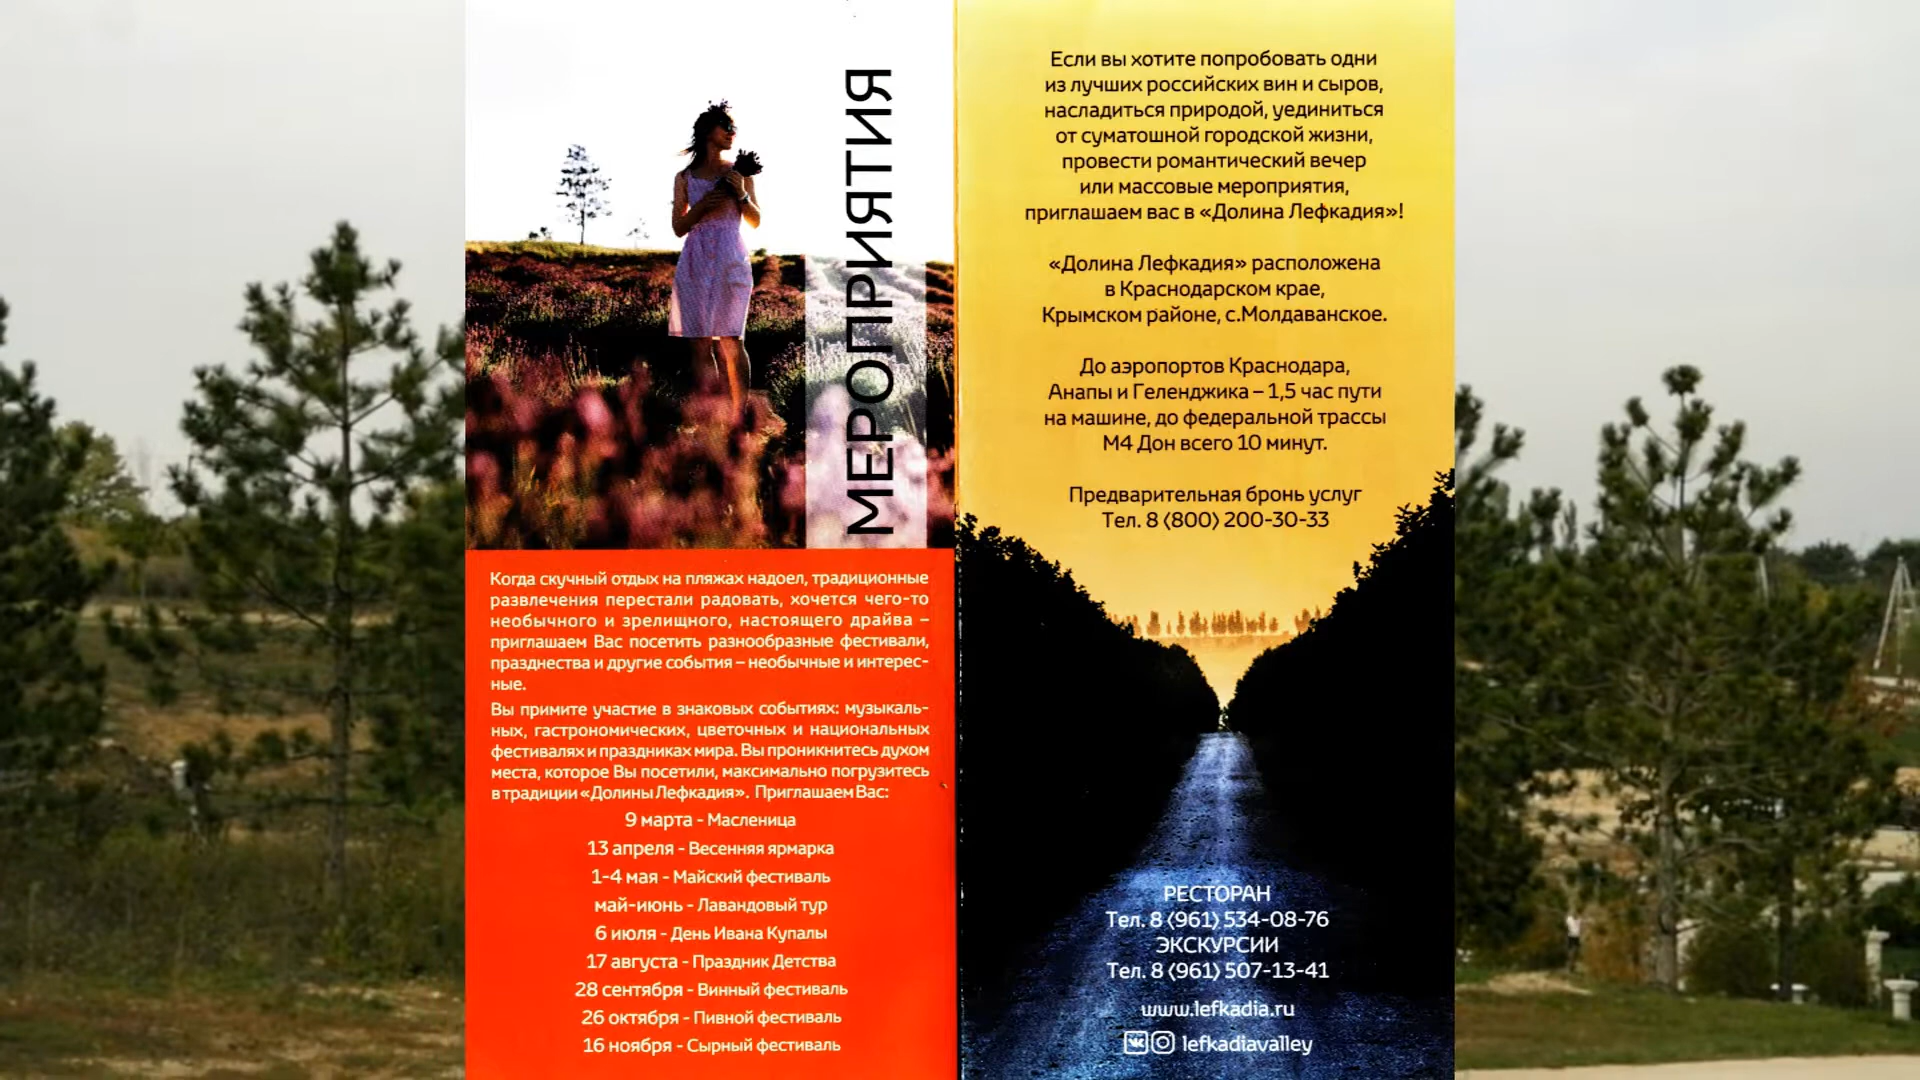 МЕРОПРИЯТИЯ
Когда скучный отдых на пляжах надоел, традиционные
развлечения перестали радовать, хочется чего-то
необычного и зрелищного, настоящего драйва –
приглашаем Вас посетить разнообразные фестивали,
празднества и другие события – необычные и интерес-
ные.
Вы примите участие в знаковых событиях: музыкаль-
ных, гастрономических, цветочных и национальных
фестивалях и праздниках мира. Вы проникнитесь духом
места, которое Вы посетили, максимально погрузитесь
в традиции «Долины Лефкадия». Приглашаем Вас:
9 марта - Масленица
13 апреля - Весенняя ярмарка
1-4 мая - Майский фестиваль
май-июнь - Лавандовый тур
6 июля - День Ивана Купалы
17 августа - Праздник Детства
28 сентября - Винный фестиваль
26 октября - Пивной фестиваль
16 ноября - Сырный фестиваль
Если вы хотите попробовать одни
из лучших российских вин и сыров,
насладиться природой, уединиться
от суматошной городской жизни,
провести романтический вечер
или массовые мероприятия,
приглашаем вас в «Долина Лефкадия»!
«Долина Лефкадия» расположена
в Краснодарском крае,
Крымском районе, с.Молдаванское.
До аэропортов Краснодара,
Анапы и Геленджика – 1,5 час пути
на машине, до федеральной трассы
М4 Дон всего 10 минут.
Предварительная бронь услуг
Тел. 8 (800) 200-30-33
РЕСТОРАН
Тел. 8 (961) 534-08-76
ЭКСКУРСИИ
Тел. 8 (961) 507-13-41
www.lefkadia.ru
lefkadiavalley